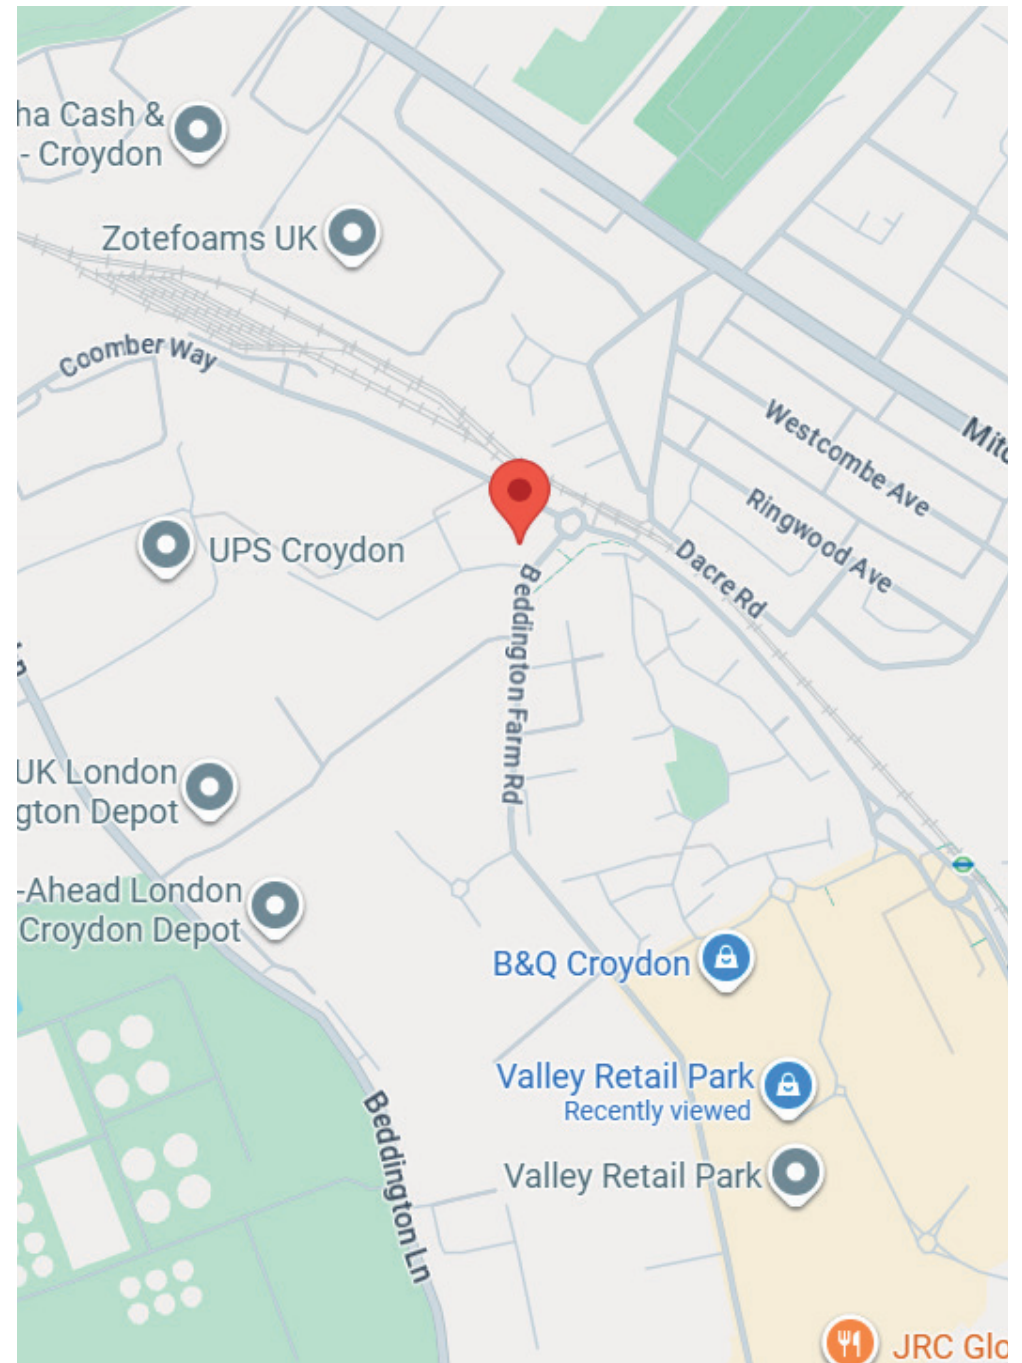 ha Cash &
- Croydon
Zotefoams UK
Coomber Way
Westcombe Ave
Mitc
Ringwood Ave
UPS Croydon
Dacre Rd
Beddington Farm Rd
Ln
UK London
gton Depot
-Ahead London
Croydon Depot
B&Q Croydon
Valley Retail Park
Recently viewed
Beddington Ln
Valley Retail Park
JRC Glo